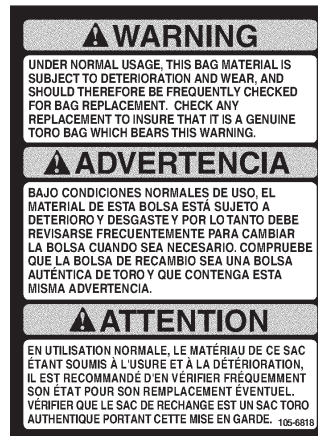 WARNING
UNDER NORMAL USAGE, THIS BAG MATERIAL IS
SUBJECT TO DETERIORATION AND WEAR, AND
SHOULD THEREFORE BE FREQUENTLY CHECKED
FOR BAG REPLACEMENT. CHECK ANY
REPLACEMENT TO INSURE THAT IT IS A GENUINE
TORO BAG WHICH BEARS THIS WARNING.
ADVERTENCIA
BAJO CONDICIONES NORMALES DE USO, EL
MATERIAL DE ESTA BOLSA ESTÁ SUJETO A
DETERIORO Y DESGASTE Y POR LO TANTO DEBE
REVISARSE FRECUENTEMENTE PARA CAMBIAR
LA BOLSA CUANDO SEA NECESARIO. COMPRUEBE
QUE LA BOLSA DE RECAMBIO SEA UNA BOLSA
AUTÉNTICA DE TORO Y QUE CONTENGA ESTA
MISMA ADVERTENCIA.
ATTENTION
EN UTILISATION NORMALE, LE MATÉRIAU DE CE SAC
ÉTANT SOUMIS À L'USURE ET À LA DÉTÉRIORATION,
IL EST RECOMMANDÉ D'EN VÉRIFIER FRÉQUEMMENT
SON ÉTAT POUR SON REMPLACEMENT ÉVENTUEL.
VÉRIFIER QUE LE SAC DE RECHANGE EST UN SAC TORO
AUTHENTIQUE PORTANT CETTE MISE EN GARDE. 105-6818